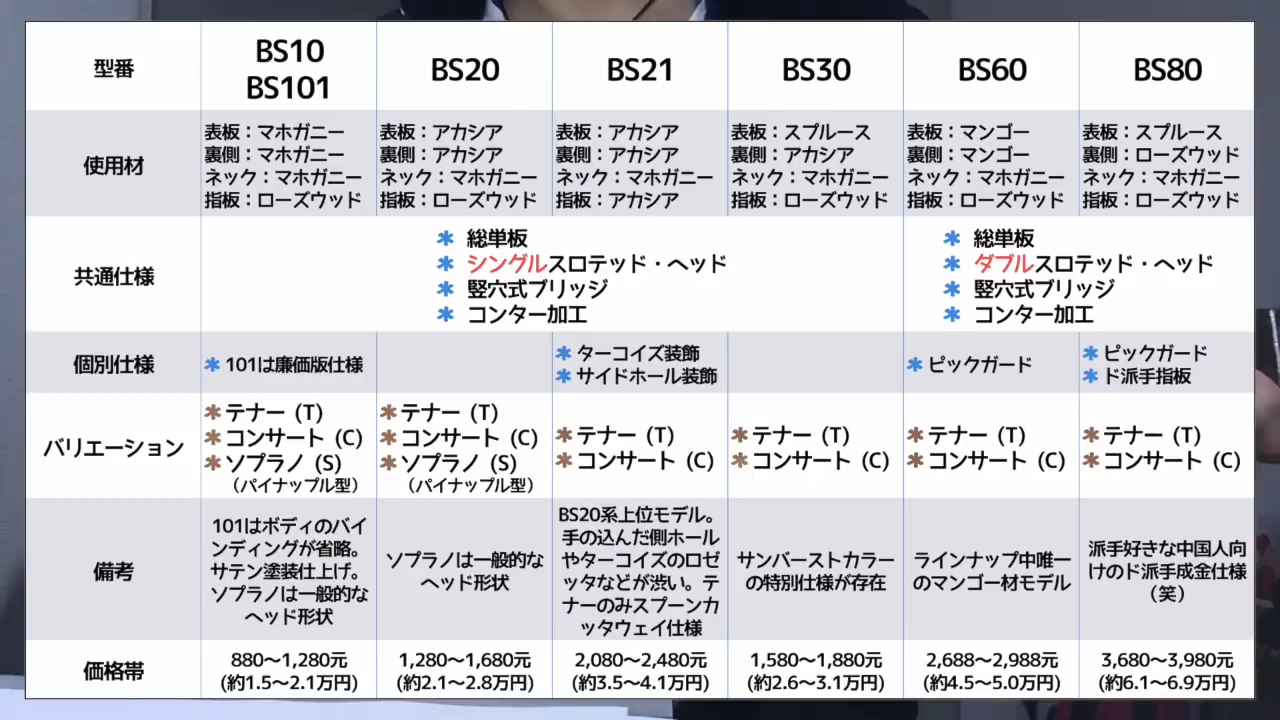 型番
BS10
BS101
BS20
BS21
BS30
BS60
BS80
使用材
表板：マホガニー
裏側：マホガニー
ネック：マホガニー
指板：ローズウッド
表板：アカシア
裏側：アカシア
ネック：マホガニー
指板：ローズウッド
表板：アカシア
裏側：アカシア
ネック：マホガニー
指板：アカシア
表板：スプルース
裏側：アカシア
ネック：マホガニー
指板：ローズウッド
表板：マンゴー
裏側：マンゴー
ネック：マホガニー
指板：ローズウッド
表板：スプルース
裏側：ローズウッド
ネック：マホガニー
指板：ローズウッド
共通仕様
＊ 総単板
＊ シングルスロテッド・ヘッド
＊ 竪穴式ブリッジ
＊ コンター加工
＊ 総単板
＊ ダブルスロテッド・ヘッド
＊ 竪穴式ブリッジ
＊ コンター加工
個別仕様
＊ 101は廉価版仕様
＊ ターコイズ装飾
＊ サイドホール装飾
＊ ピックガード
＊ ピックガード
＊ ド派手指板
バリエーション
＊ テナー（T）
＊ コンサート（C）
＊ ソプラノ（S）
（パイナップル型）
＊ テナー（T）
＊ コンサート（C）
＊ ソプラノ（S）
（パイナップル型）
＊ テナー（T）
＊ コンサート（C）
＊ テナー（T）
＊ コンサート（C）
＊ テナー（T）
＊ コンサート（C）
＊ テナー（T）
＊ コンサート（C）
備考
101はボディのバイ
ンディングが省略。
サテン塗装仕上げ。
ソプラノは一般的な
ヘッド形状
ソプラノは一般的な
ヘッド形状
BS20系上位モデル。
手の込んだ側ホール
やターコイズのロゼ
ッタなどが渋い。テ
ナーのみスプーンカ
ッタウェイ仕様
サンバーストカラー
の特別仕様が存在
ラインナップ中唯一
のマンゴー材モデル
派手好きな中国人向
けのド派手成金仕様
（笑）
価格帯
880〜1,280元
(約1.5〜2.1万円)
1,280〜1,680元
(約2.1〜2.8万円)
2,080〜2,480元
(約3.5〜4.1万円)
1,580〜1,880元
(約2.6〜3.1万円)
2,688〜2,988元
(約4.5〜5.0万円)
3,680〜3,980元
(約6.1〜6.9万円)